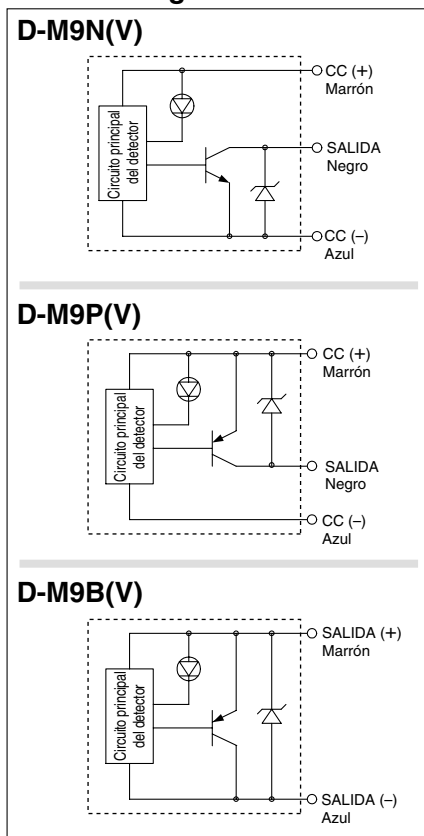 D-M9N(V)
CC (+)
Marrón
Circuito principal
del detector
SALIDA
Negro
CC (–)
Azul
D-M9P(V)
CC (+)
Marrón
Circuito principal
del detector
SALIDA
Negro
CC (–)
Azul
D-M9B(V)
SALIDA (+)
Marrón
Circuito principal
del detector
SALIDA (–)
Azul